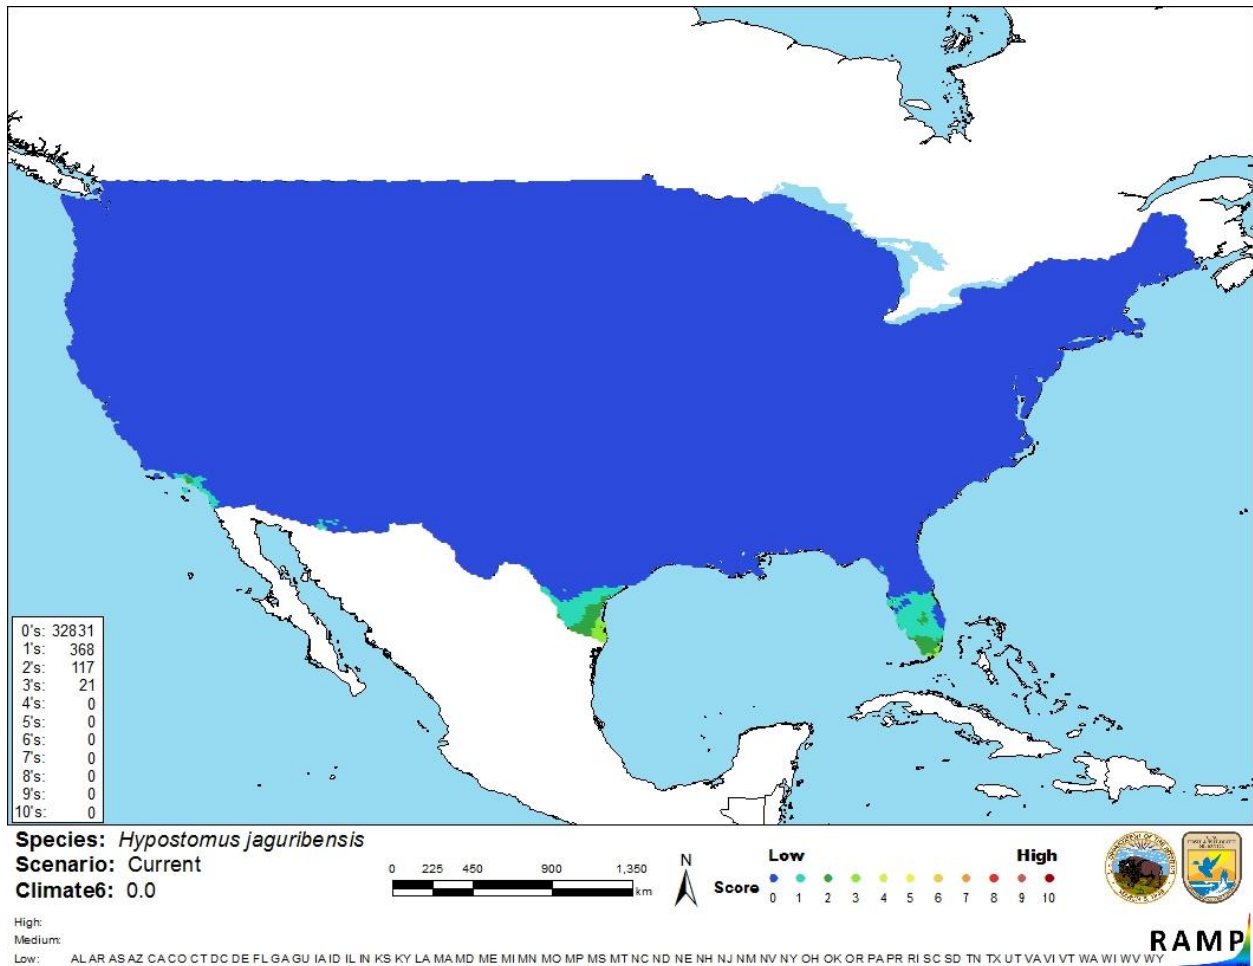 0's: 32831
1's: 368
2's: 117
3's: 21
4's: 0
5's: 0
6's: 0
7's: 0
8's: 0
9's: 0
10's: 0
Species: Hypostomus jaguribensis
Scenario: Current
Climate6: 0.0
0 225 450 900 1,350
km
N
Low High
Score 0 1 2 3 4 5 6 7 8 9 10
High:
Medium:
Low: AL AR AS AZ CA CO CT DC DE FL GA GU IA ID IL IN KS KY LA MA MD ME MI MN MO MP MS MT NC ND NE NH NJ NM NV NY OH OK OR PA PR RI SC SD TN TX UT VA VI VT WA WI WV WY
RAMP